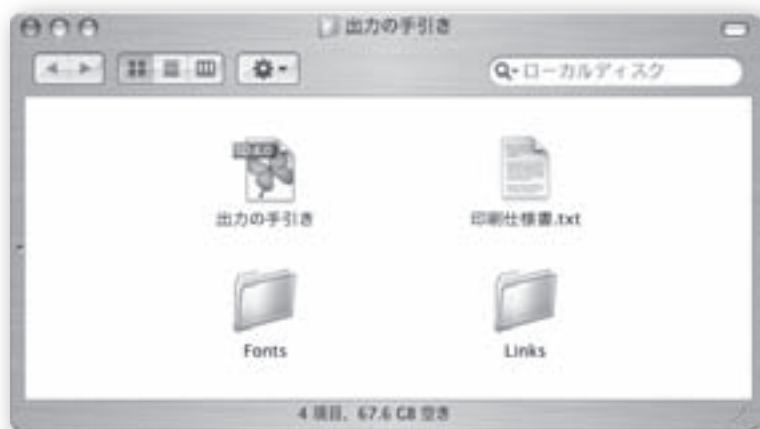 出力の手引き
ローカルディスク
出力の手引き
印刷仕様書.txt
Fonts
Links
4 項目、67.6 GB 空き